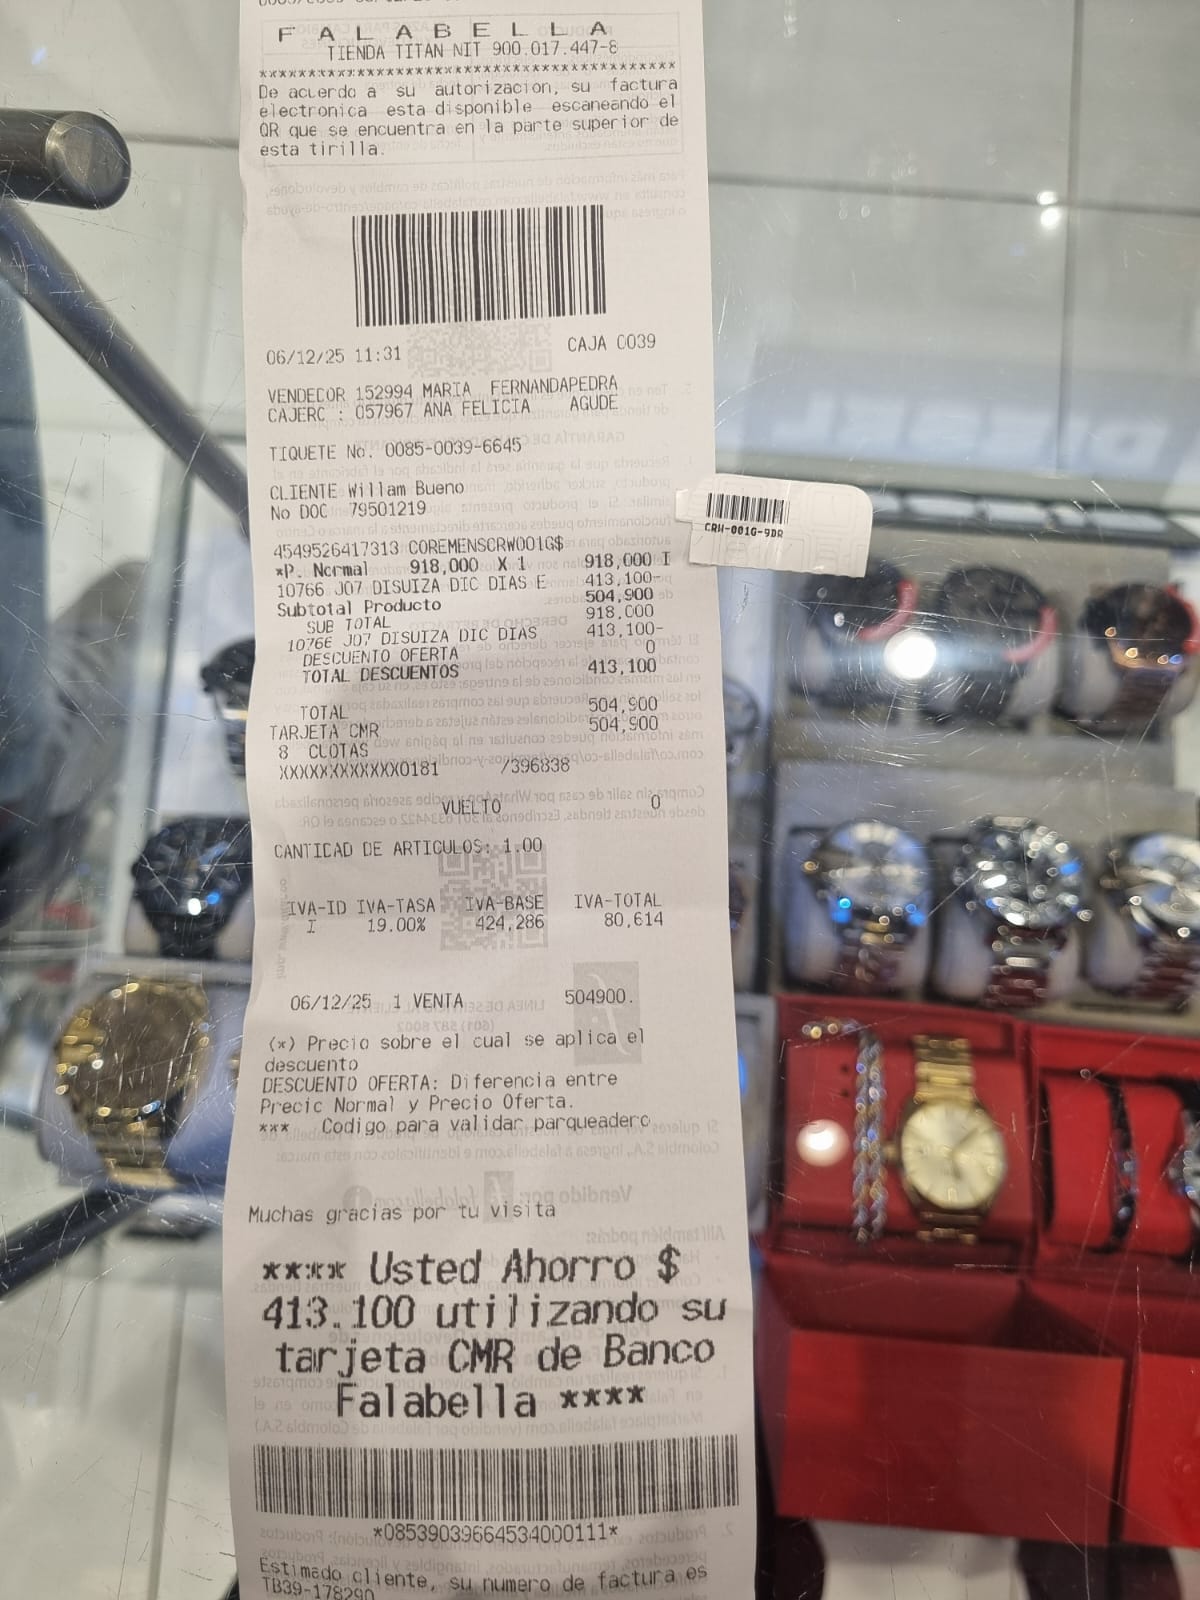 F A L A B E L L A
TIENDA TITAN NIT 900.017.447-8
*******************************************
De acuerdo a su autorizacion, su factura
electronica esta disponible escaneando el
QR que se encuentra en la parte superior de
esta tirilla.
06/12/25 11:31 CAJA C039
VENDEDOR 152994 MARIA FERNANDAPEDRA
CAJERC : 057967 ANA FELICIA AGUDE
TIQUETE No. 0085-0039-6645
CLIENTE Willam Bueno
No DOC 79501219
4549526417313 COREMENSCRW001G$
*P. Normal 918,000 X 1 918,000 I
10766 J07 DISUIZA DIC DIAS E 413,100-
Subtotal Producto 504,900
SUB TOTAL 918,000
10766 J07 DISUIZA DIC DIAS 413,100-
DESCUENTO OFERTA 0
TOTAL DESCUENTOS 413,100
TOTAL 504,900
TARJETA CMR 504,900
8 CUOTAS
XXXXXXXXXXXX0181 /396838
VUELTO 0
CANTIDAD DE ARTICULOS: 1.00
IVA-ID IVA-TASA IVA-BASE IVA-TOTAL
I 19.00% 424,286 80,614
06/12/25 1 VENTA 504900.
(*) Precio sobre el cual se aplica el
descuento
DESCUENTO OFERTA: Diferencia entre
Precic Normal y Precio Oferta.
*** Codigo para validar parqueadero
Muchas gracias por tu visita
**** Usted Ahorro $
413.100 utilizando su
tarjeta CMR de Banco
Falabella ****
*08539039664534000111*
Estimado cliente, su numero de factura es
TB39-178290
CRW-001G-9DR
DIESEL